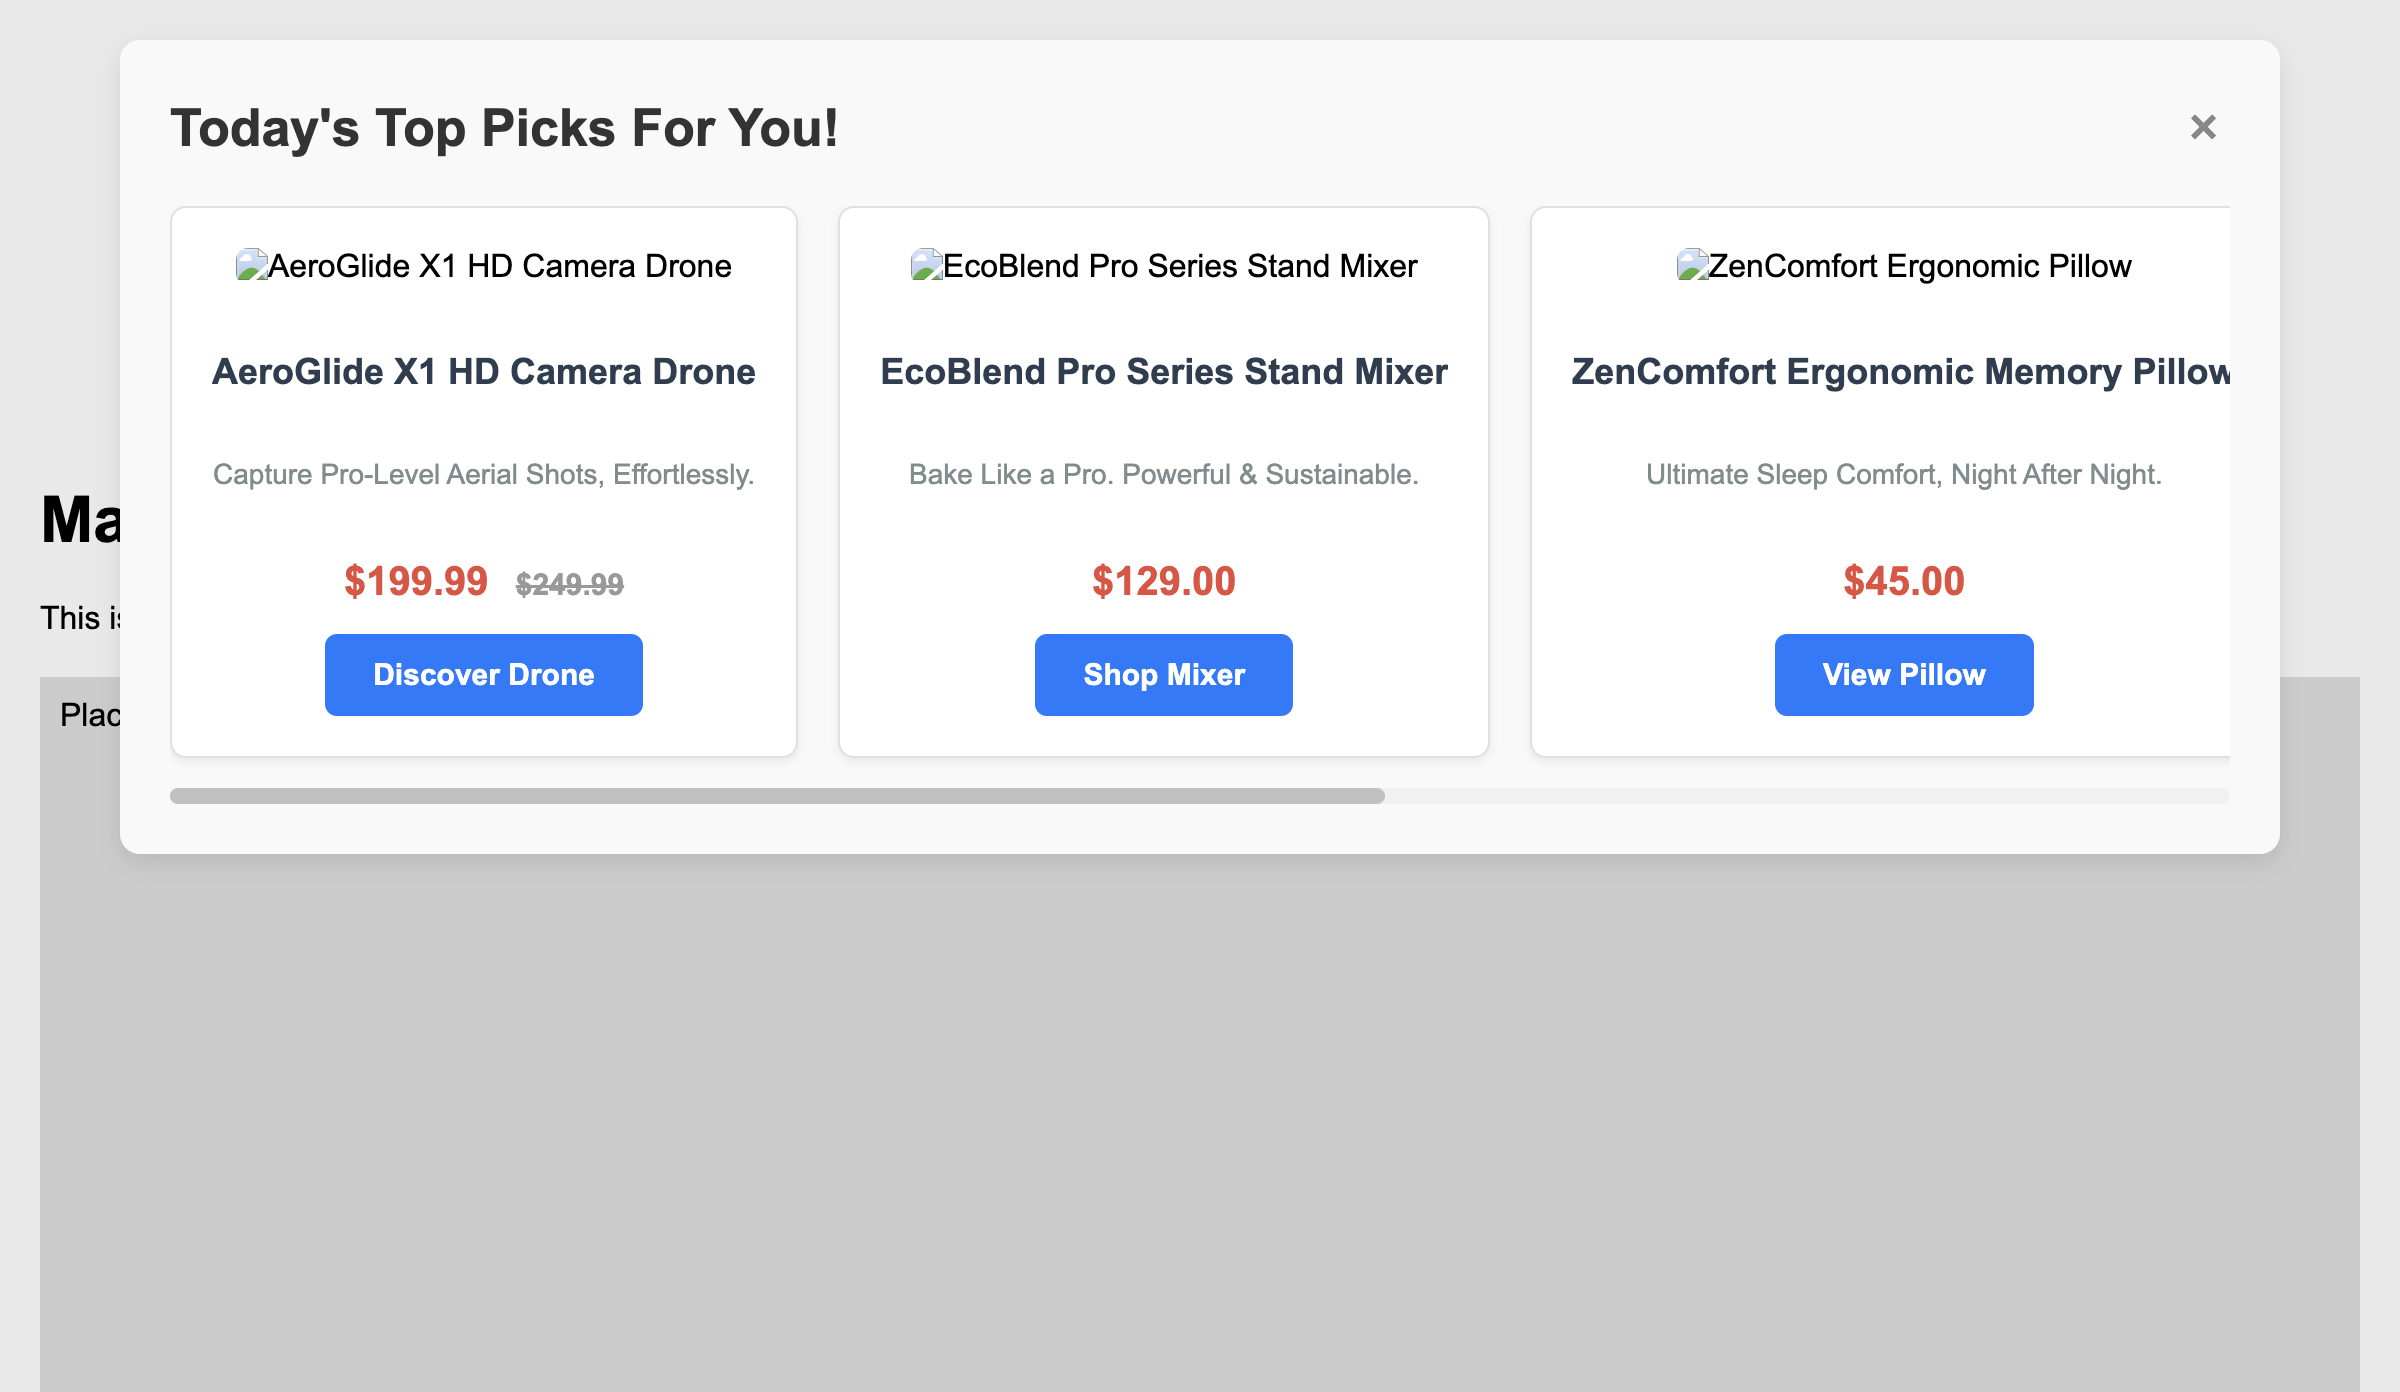 Today's Top Picks For You!
×
AeroGlide X1 HD Camera Drone
AeroGlide X1 HD Camera Drone
Capture Pro-Level Aerial Shots, Effortlessly.
$199.99 $249.99
Discover Drone
EcoBlend Pro Series Stand Mixer
EcoBlend Pro Series Stand Mixer
Bake Like a Pro. Powerful & Sustainable.
$129.00
Shop Mixer
ZenComfort Ergonomic Pillow
ZenComfort Ergonomic Memory Pillow
Ultimate Sleep Comfort, Night After Night.
$45.00
View Pillow
Ma
This is
Plac